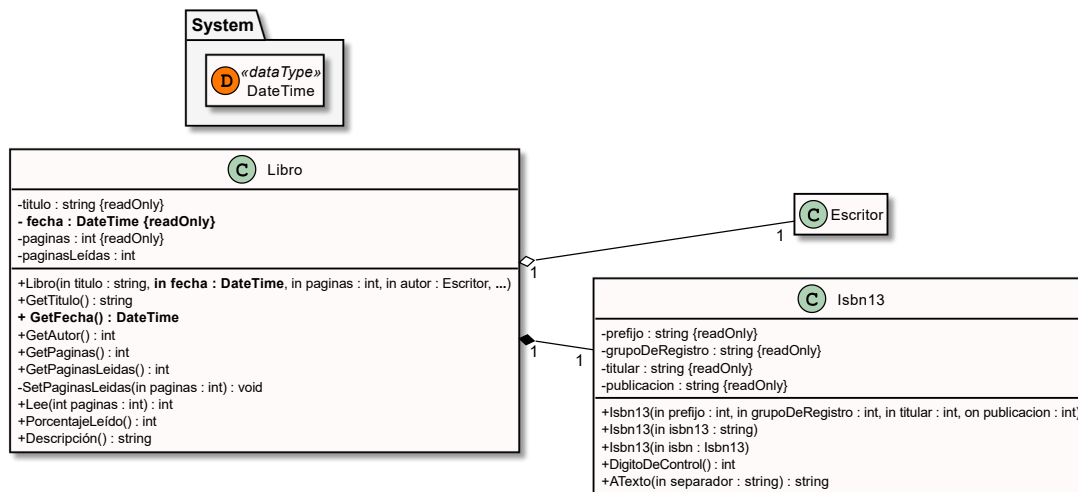 System
D «dataType»
DateTime
C Libro
-titulo : string {readOnly}
- fecha : DateTime {readOnly}
-paginas : int {readOnly}
-paginasLeídas : int
+Libro(in titulo : string, in fecha : DateTime, in paginas : int, in autor : Escritor, ...)
+GetTitulo() : string
+ GetFecha() : DateTime
+GetAutor() : int
+GetPaginas() : int
+GetPaginasLeidas() : int
-SetPaginasLeidas(in paginas : int) : void
+Lee(int paginas : int) : int
+PorcentajeLeído() : int
+Descripción() : string
1
1
C Escritor
1
1
C Isbn13
-prefijo : string {readOnly}
-grupoDeRegistro : string {readOnly}
-titular : string {readOnly}
-publicacion : string {readOnly}
+Isbn13(in prefijo : int, in grupoDeRegistro : int, in titular : int, on publicacion : int)
+Isbn13(in isbn13 : string)
+Isbn13(in isbn : Isbn13)
+DigitoDeControl() : int
+ATexto(in separador : string) : string